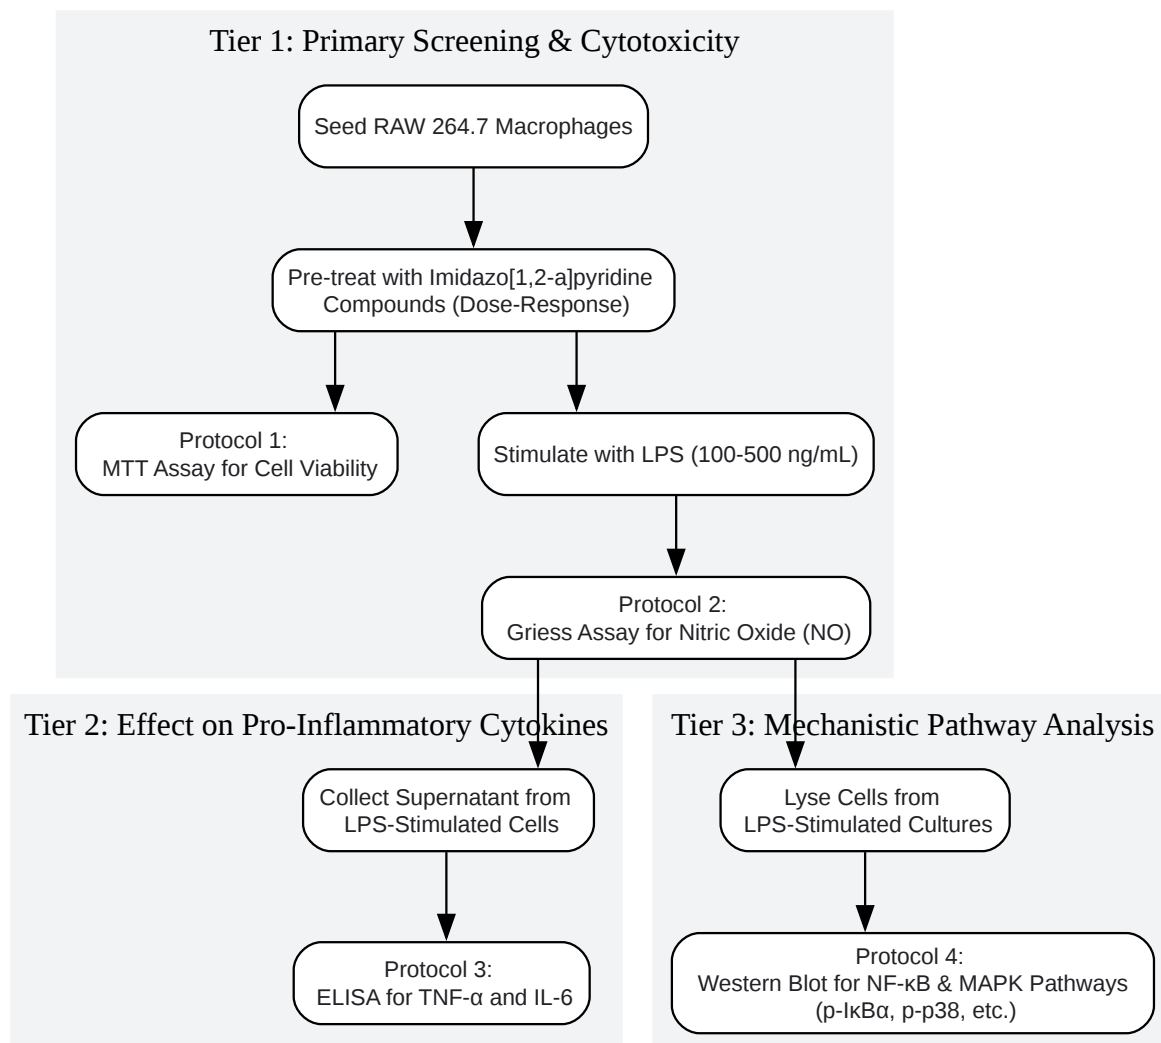 Tier 1: Primary Screening & Cytotoxicity
Seed RAW 264.7 Macrophages
Pre-treat with Imidazo[1,2-a]pyridine
Compounds (Dose-Response)
Protocol 1:
MTT Assay for Cell Viability
Stimulate with LPS (100-500 ng/mL)
Protocol 2:
Griess Assay for Nitric Oxide (NO)
Tier 2: Effect on Pro-Inflammatory Cytokines
Collect Supernatant from
LPS-Stimulated Cells
Protocol 3:
ELISA for TNF-α and IL-6
Tier 3: Mechanistic Pathway Analysis
Lyse Cells from
LPS-Stimulated Cultures
Protocol 4:
Western Blot for NF-κB & MAPK Pathways
(p-IκBα, p-p38, etc.)